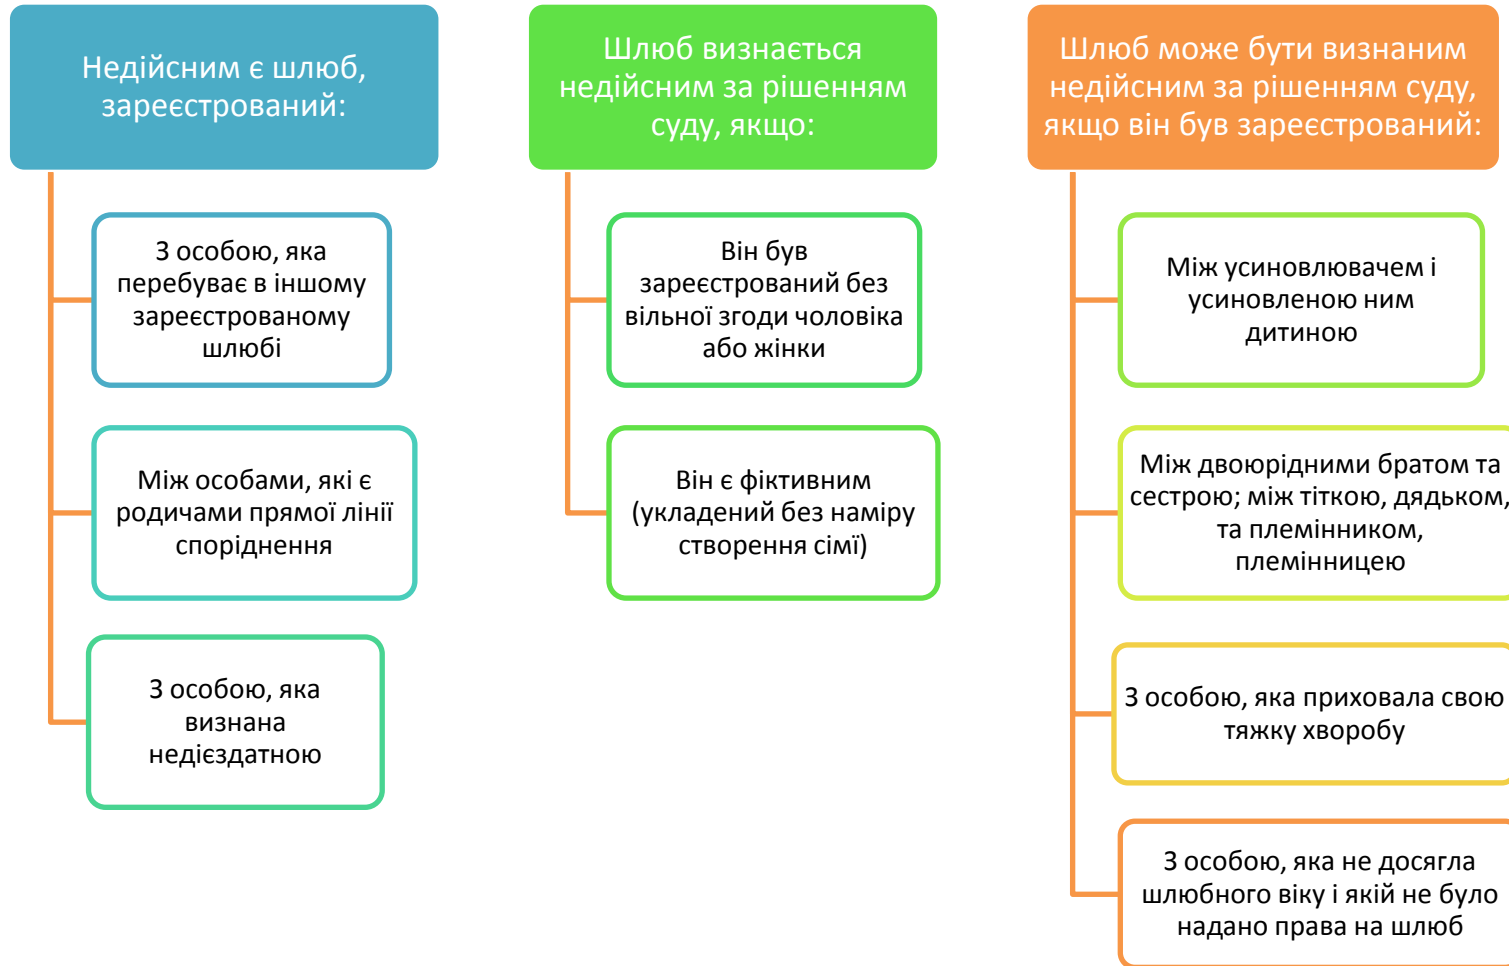 Недійсним є шлюб,
зареєстрований:
З особою, яка
перебуває в іншому
зареєстрованому
шлюбі
Між особами, які є
родичами прямої лінії
споріднення
З особою, яка
визнана
недієздатною
Шлюб визнається
недійсним за рішенням
суду, якщо:
Він був
зареєстрований без
вільної згоди чоловіка
або жінки
Він є фіктивним
(укладений без наміру
створення сімї)
Шлюб може бути визнаним
недійсним за рішенням суду,
якщо він був зареєстрований:
Між усиновлювачем і
усиновленою ним
дитиною
Між двоюрідними братом та
сестрою; між тіткою, дядьком,
та племінником,
племінницею
З особою, яка приховала свою
тяжку хворобу
З особою, яка не досягла
шлюбного віку і якій не було
надано права на шлюб